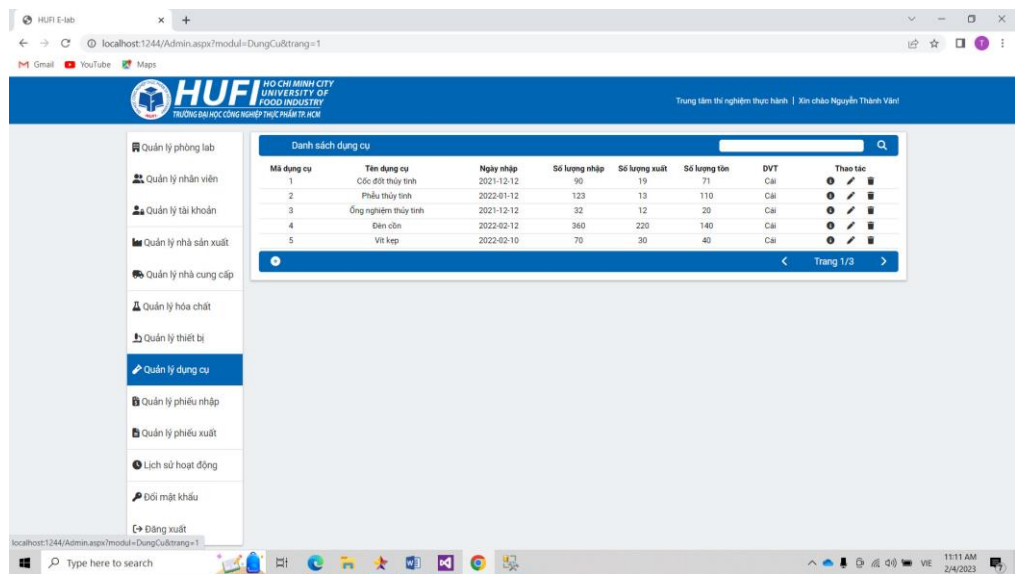 HUFI E-lab
localhost:1244/Admin.aspx?modul=DungCu&trang=1
Gmail YouTube Maps
HUFI HO CHI MINH CITY UNIVERSITY OF FOOD INDUSTRY
TRƯỜNG ĐẠI HỌC CÔNG NGHIỆP THỰC PHẨM TP. HCM
Trung tâm thí nghiệm thực hành | Xin chào Nguyễn Thành Văn!
Quản lý phòng lab
Quản lý nhân viên
Quản lý tài khoản
Quản lý nhà sản xuất
Quản lý nhà cung cấp
Quản lý hóa chất
Quản lý thiết bị
Quản lý dụng cụ
Quản lý phiếu nhập
Quản lý phiếu xuất
Lịch sử hoạt động
Đổi mật khẩu
Đăng xuất
Danh sách dụng cụ
Mã dụng cụ Tên dụng cụ Ngày nhập Số lượng nhập Số lượng xuất Số lượng tồn DVT Thao tác
1 Cốc đốt thủy tinh 2021-12-12 90 19 71 Cái
2 Phễu thủy tinh 2022-01-12 123 13 110 Cái
3 Ống nghiệm thủy tinh 2021-12-12 32 12 20 Cái
4 Đèn cồn 2022-02-12 360 220 140 Cái
5 Vít kẹp 2022-02-10 70 30 40 Cái
Trang 1/3
localhost:1244/Admin.aspx?modul=DungCu&trang=1
Type here to search
VIE
11:11 AM
2/4/2023